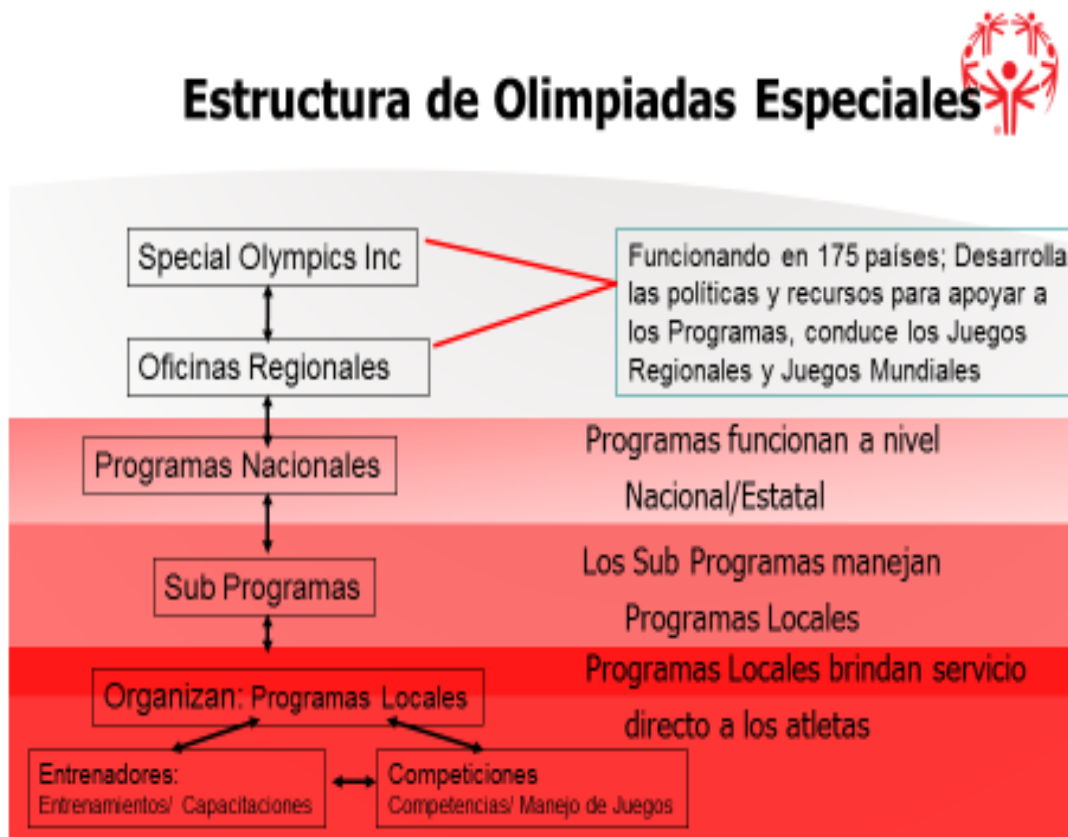 Estructura de Olimpiadas Especiales
Special Olympics Inc
Funcionando en 175 países; Desarrolla
las políticas y recursos para apoyar a
los Programas, conduce los Juegos
Regionales y Juegos Mundiales
Oficinas Regionales
Programas Nacionales
Programas funcionan a nivel
Nacional/Estatal
Sub Programas
Los Sub Programas manejan
Programas Locales
Organizan: Programas Locales
Programas Locales brindan servicio
directo a los atletas
Entrenadores:
Entrenamientos/ Capacitaciones
Competiciones
Competencias/ Manejo de Juegos